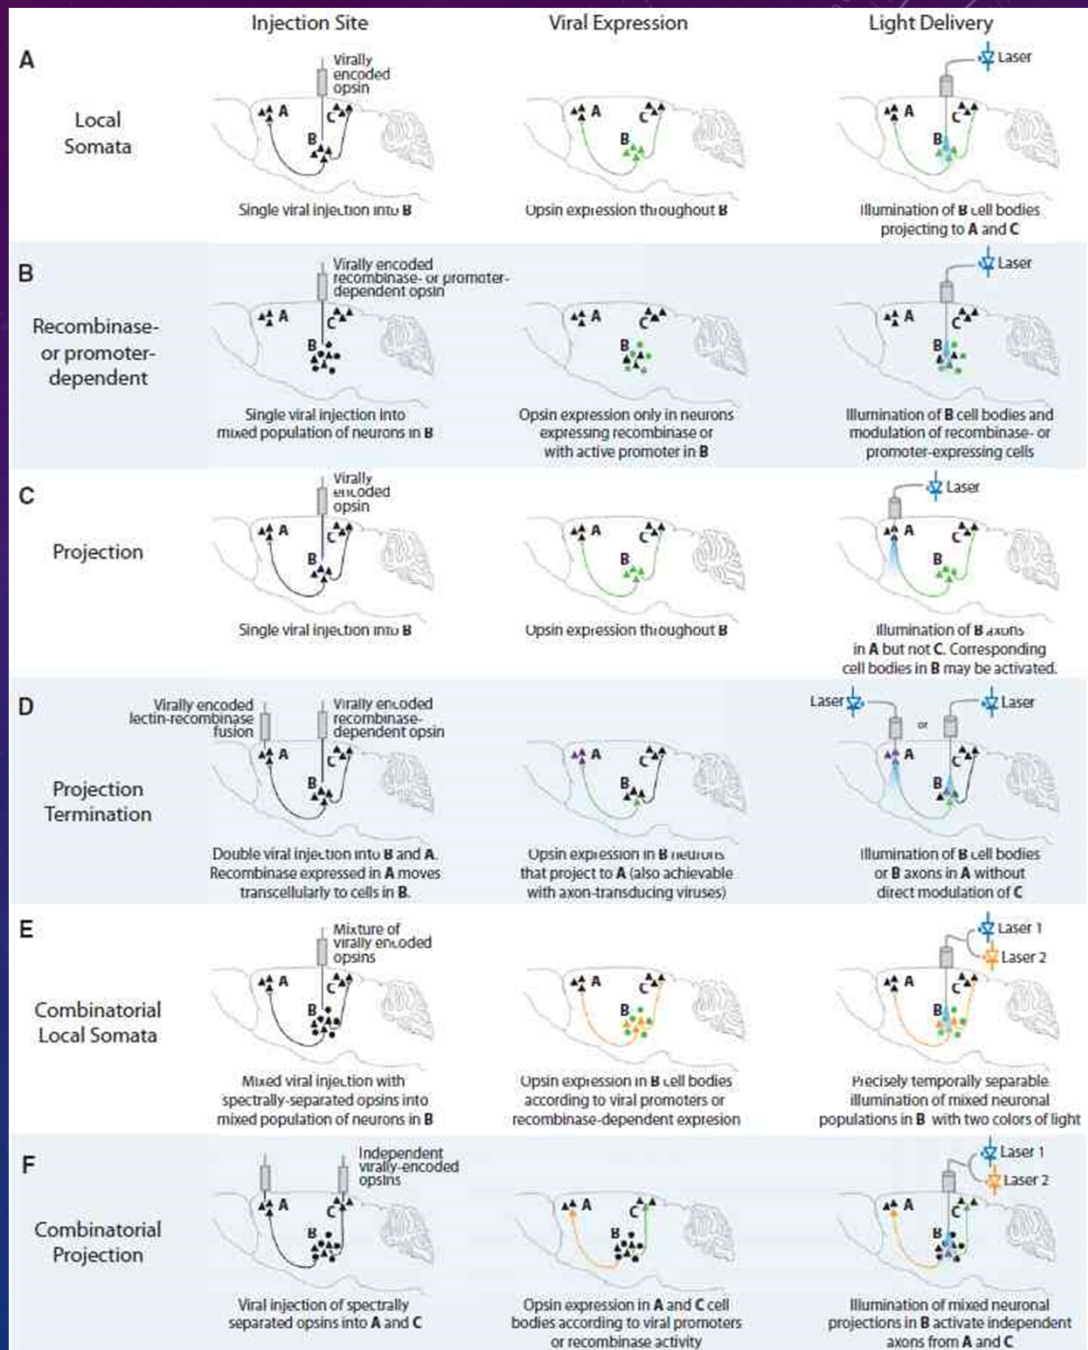 Injection Site
Viral Expression
Light Delivery
A
Local
Somata
Virally
encoded
opsin
A
B
C
Single viral injection into B
A
B
C
Opsin expression throughout B
Laser
A
B
C
Illumination of B cell bodies
projecting to A and C
B
Recombinase-
or promoter-
dependent
Virally encoded
recombinase- or promoter-
dependent opsin
A
B
C
Single viral injection into
mixed population of neurons in B
A
B
C
Opsin expression only in neurons
expressing recombinase or
with active promoter in B
Laser
A
B
C
Illumination of B cell bodies and
modulation of recombinase- or
promoter-expressing cells
C
Projection
Virally
encoded
opsin
A
B
C
Single viral injection into B
A
B
C
Opsin expression throughout B
Laser
A
B
C
Illumination of B axons
in A but not C. Corresponding
cell bodies in B may be activated.
D
Projection
Termination
Virally encoded
lectin-recombinase
fusion
Virally encoded
recombinase-
dependent opsin
A
B
C
Double viral injection into B and A.
Recombinase expressed in A moves
transcellularly to cells in B.
A
B
C
Opsin expression in B neurons
that project to A (also achievable
with axon-transducing viruses)
Laser
or
Laser
A
B
C
Illumination of B cell bodies
or B axons in A without
direct modulation of C
E
Combinatorial
Local Somata
Mixture of
virally encoded
opsins
A
B
C
Mixed viral injection with
spectrally-separated opsins into
mixed population of neurons in B
A
B
C
Opsin expression in B cell bodies
according to viral promoters or
recombinase-dependent expresion
Laser 1
Laser 2
A
B
C
Precisely temporally separable
illumination of mixed neuronal
populations in B with two colors of light
F
Combinatorial
Projection
Independent
virally-encoded
opsins
A
B
C
Viral injection of spectrally
separated opsins into A and C
A
B
C
Opsin expression in A and C cell
bodies according to viral promoters
or recombinase activity
Laser 1
Laser 2
A
B
C
Illumination of mixed neuronal
projections in B activate independent
axons from A and C